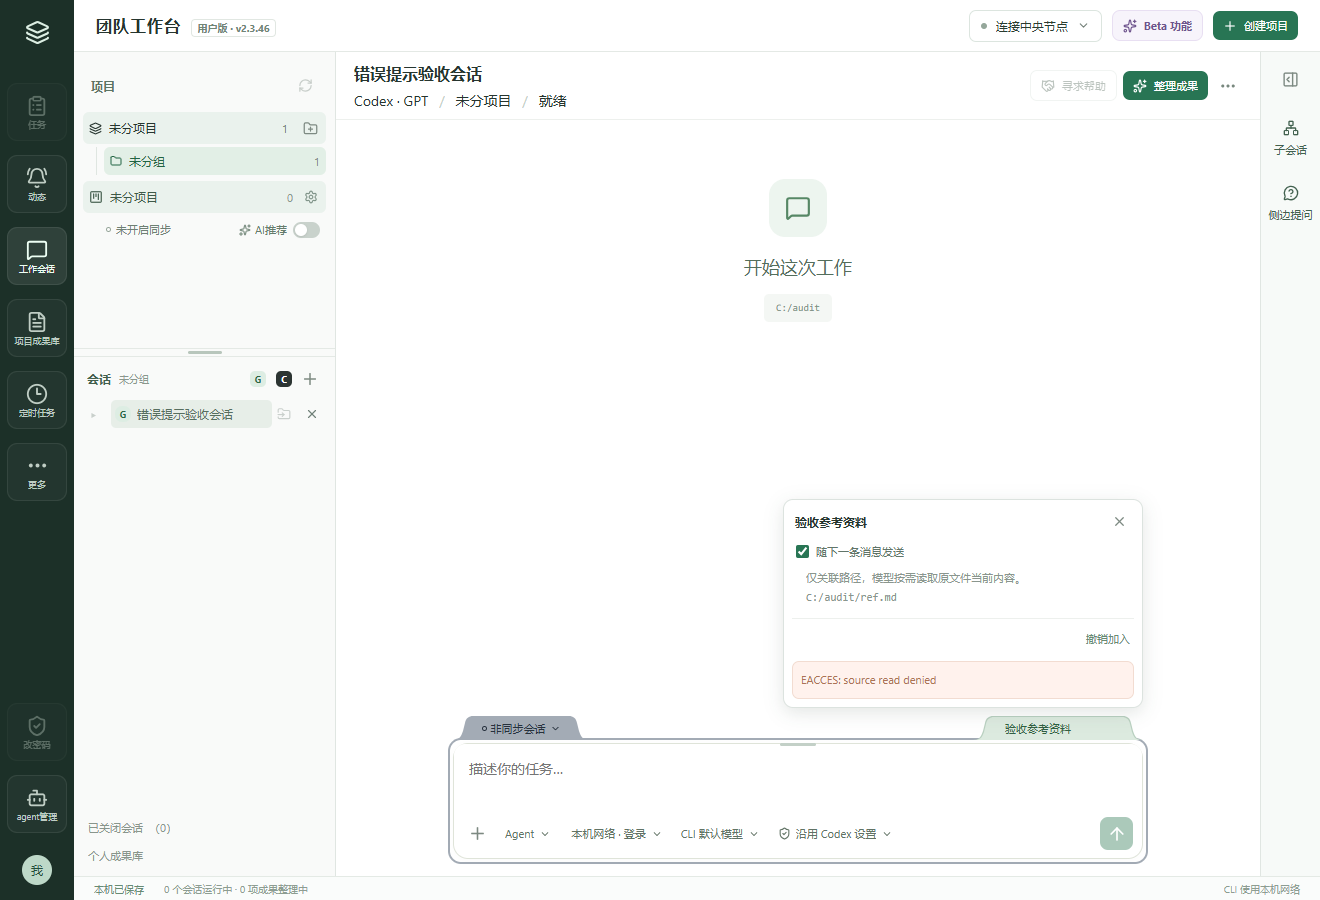 团队工作台
用户版 · v2.3.46
连接中央节点
Beta 功能
创建项目
任务
动态
工作会话
项目成果库
定时任务
更多
改密码
agent管理
我
项目
未分项目
1
未分组
1
未分项目
0
未开启同步
AI推荐
会话
未分组
G
C
G
错误提示验收会话
已关闭会话 (0)
个人成果库
错误提示验收会话
Codex · GPT / 未分项目 / 就绪
寻求帮助
整理成果
子会话
侧边提问
开始这次工作
C:/audit
验收参考资料
随下一条消息发送
仅关联路径，模型按需读取原文件当前内容。
C:/audit/ref.md
撤销加入
EACCES: source read denied
非同步会话
验收参考资料
描述你的任务...
Agent
本机网络 · 登录
CLI 默认模型
沿用 Codex 设置
本机已保存
0 个会话运行中 · 0 项成果整理中
CLI 使用本机网络